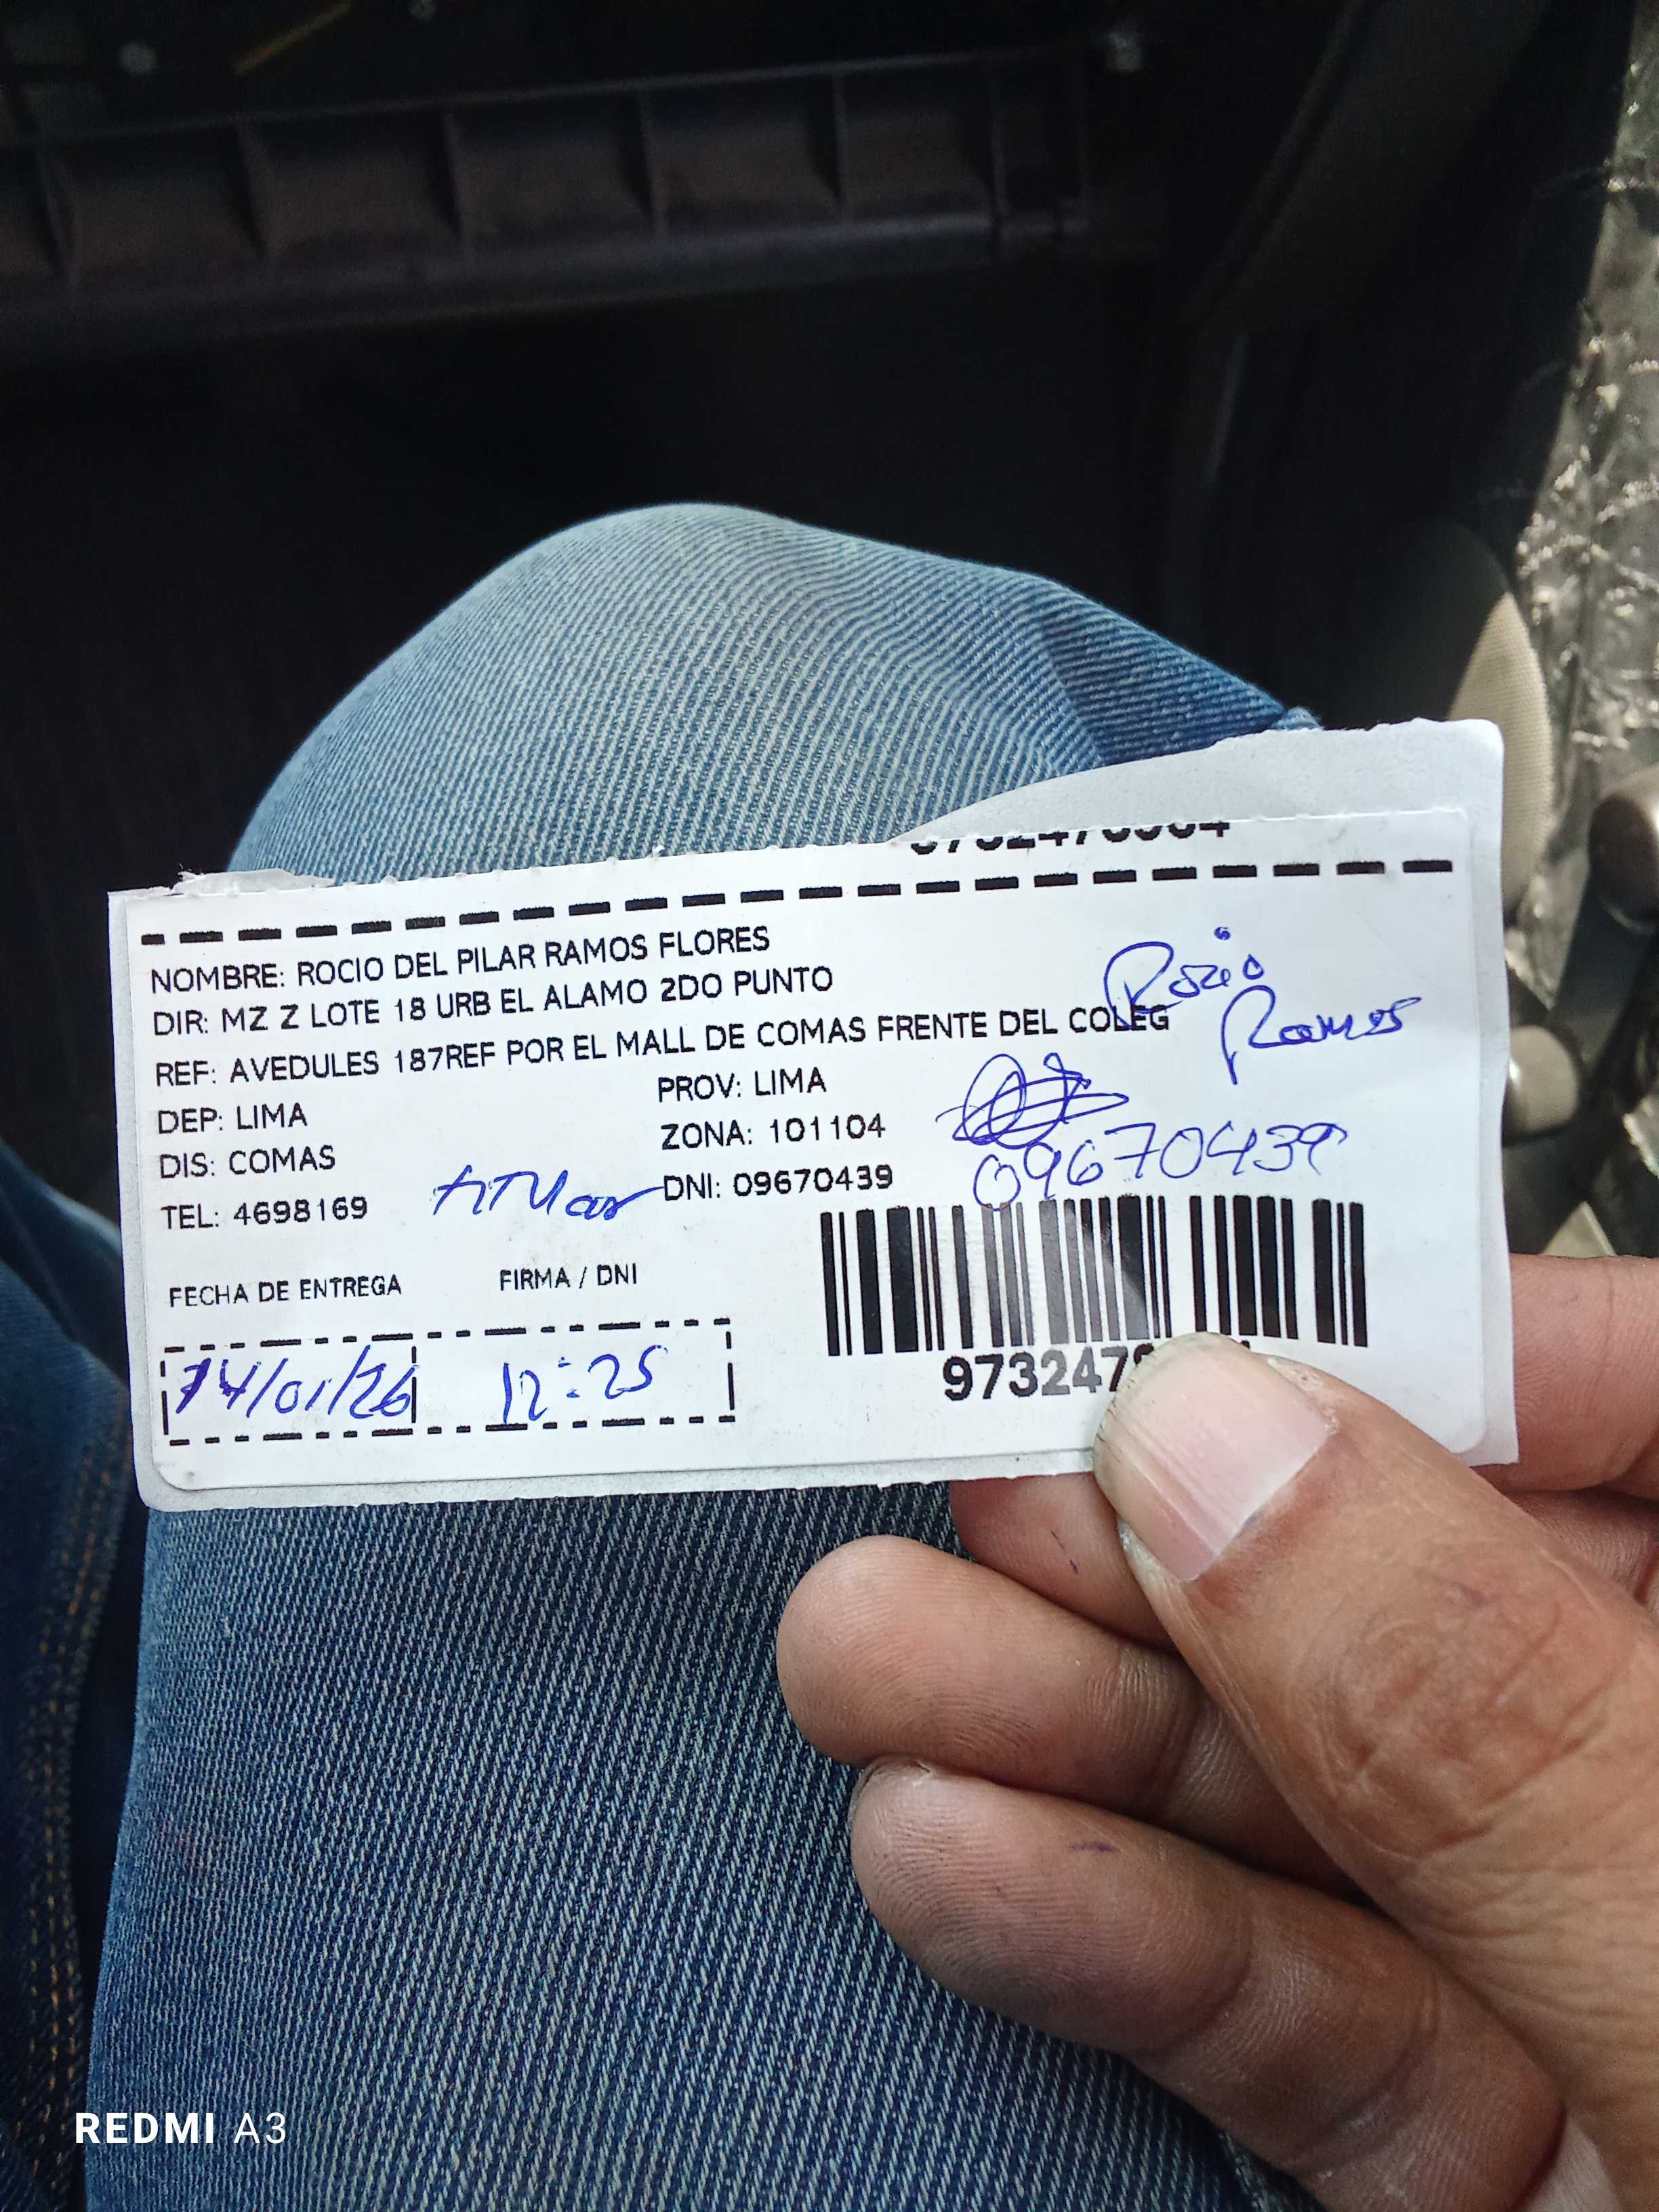 NOMBRE: ROCIO DEL PILAR RAMOS FLORES
DIR: MZ Z LOTE 18 URB EL ALAMO 2DO PUNTO
REF: AVEDULES 187REF POR EL MALL DE COMAS FRENTE DEL COLEG
DEP: LIMA
PROV: LIMA
DIS: COMAS
ZONA: 101104
TEL: 4698169
DNI: 09670439
Rocio
Ramos
09670439
FECHA DE ENTREGA
FIRMA / DNI
14/01/26
12:25
REDMI A3